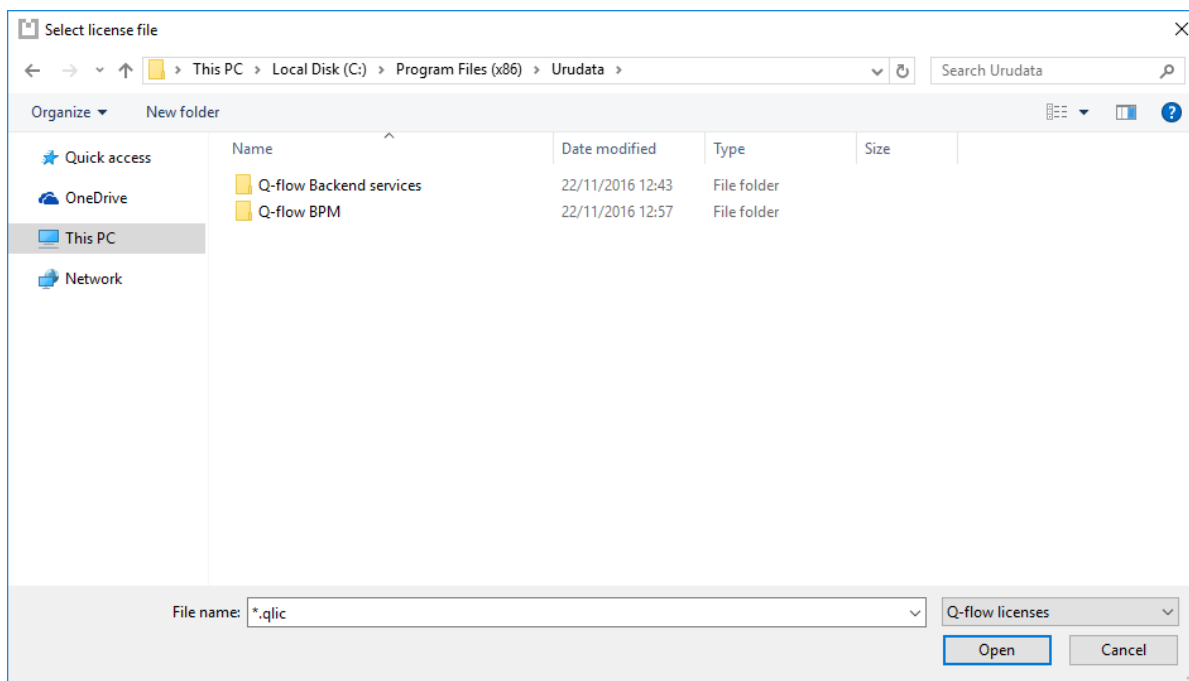 Select license file
This PC > Local Disk (C:) > Program Files (x86) > Urudata >
Search Urudata
Organize
New folder
Name Date modified Type Size
Quick access
OneDrive
This PC
Network
Q-flow Backend services 22/11/2016 12:43 File folder
Q-flow BPM 22/11/2016 12:57 File folder
File name: *.qlic
Q-flow licenses
Open Cancel